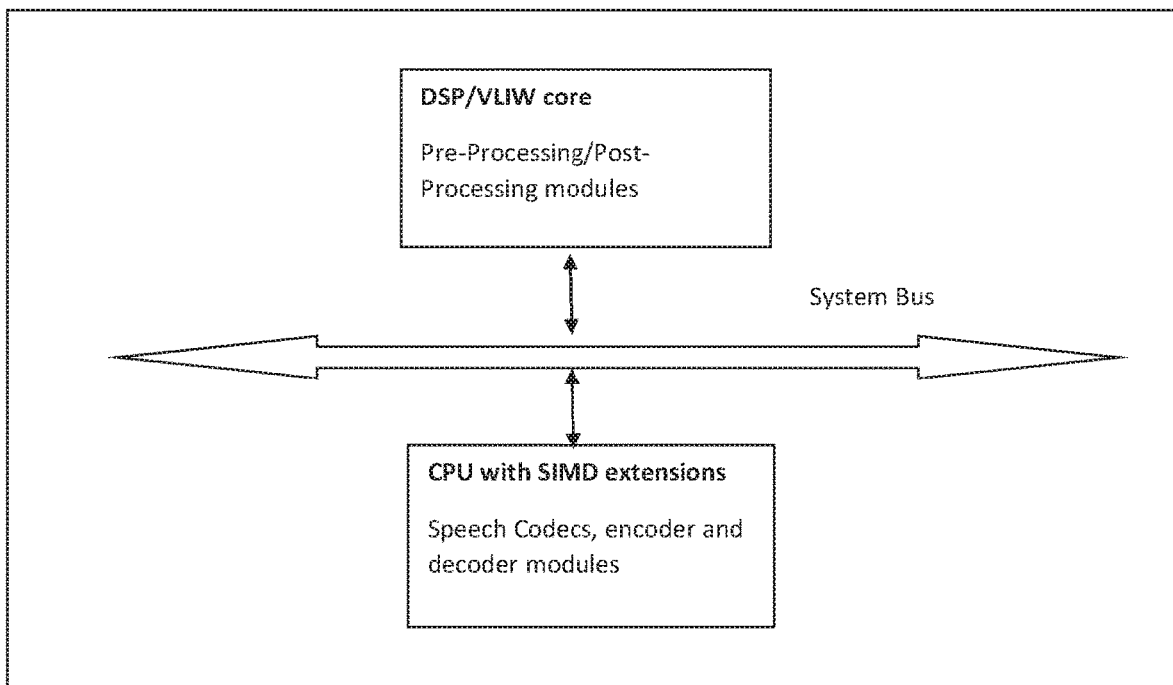 DSP/VLIW core
Pre-Processing/Post-
Processing modules
System Bus
CPU with SIMD extensions
Speech Codecs, encoder and
decoder modules